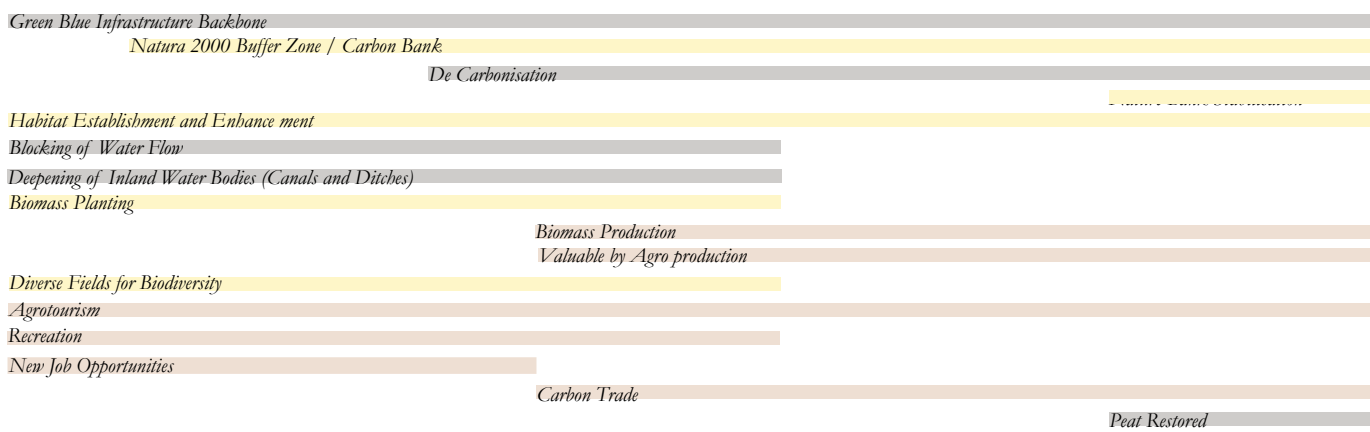 Green Blue Infrastructure Backbone
Natura 2000 Buffer Zone / Carbon Bank
De Carbonisation
Habitat Establishment and Enhance ment
Blocking of Water Flow
Deepening of Inland Water Bodies (Canals and Ditches)
Biomass Planting
Biomass Production
Valuable by Agro production
Diverse Fields for Biodiversity
Agrotourism
Recreation
New Job Opportunities
Carbon Trade
Peat Restored